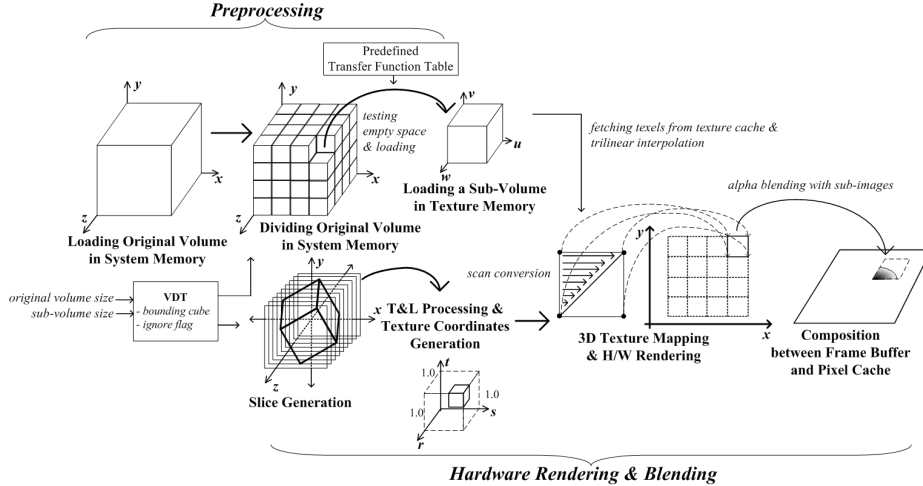 Preprocessing
Predefined
Transfer Function Table
y
y
v
testing
empty space
& loading
u
w
x
x
z
z
fetching texels from texture cache &
trilinear interpolation
Loading a Sub-Volume
in Texture Memory
alpha blending with sub-images
Loading Original Volume
in System Memory
Dividing Original Volume
in System Memory
y
y
scan conversion
original volume size
sub-volume size
VDT
- bounding cube
- ignore flag
x
T&L Processing &
Texture Coordinates
Generation
x
z
3D Texture Mapping
& H/W Rendering
Composition
between Frame Buffer
and Pixel Cache
Slice Generation
t
1.0
1.0
1.0
s
r
Hardware Rendering & Blending